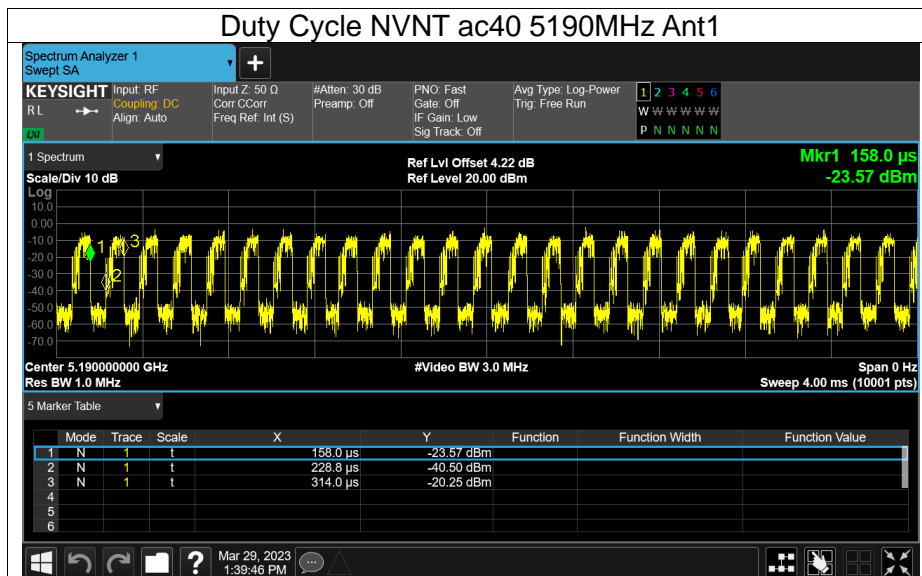 Duty Cycle NVNT ac40 5190MHz Ant1
Spectrum Analyzer 1
Swept SA
+
KEYSIGHT Input: RF Input Z: 50 Ω #Atten: 30 dB PNO: Fast Avg Type: Log-Power 1 2 3 4 5 6
RL Coupling: DC Corr CCorr Preamp: Off Gate: Off Trig: Free Run W W W W W W
Align: Auto Freq Ref: Int (S) IF Gain: Low
LXI Sig Track: Off P N N N N N
1 Spectrum Ref Lvl Offset 4.22 dB Mkr1 158.0 µs
Scale/Div 10 dB Ref Level 20.00 dBm -23.57 dBm
Log
10.0
0.00
-10.0
1 3
-20.0
-30.0
2
-40.0
-50.0
-60.0
-70.0
Center 5.190000000 GHz #Video BW 3.0 MHz Span 0 Hz
Res BW 1.0 MHz Sweep 4.00 ms (10001 pts)
5 Marker Table
Mode Trace Scale X Y Function Function Width Function Value
1 N 1 t 158.0 µs -23.57 dBm
2 N 1 t 228.8 µs -40.50 dBm
3 N 1 t 314.0 µs -20.25 dBm
4
5
6
? Mar 29, 2023
1:39:46 PM